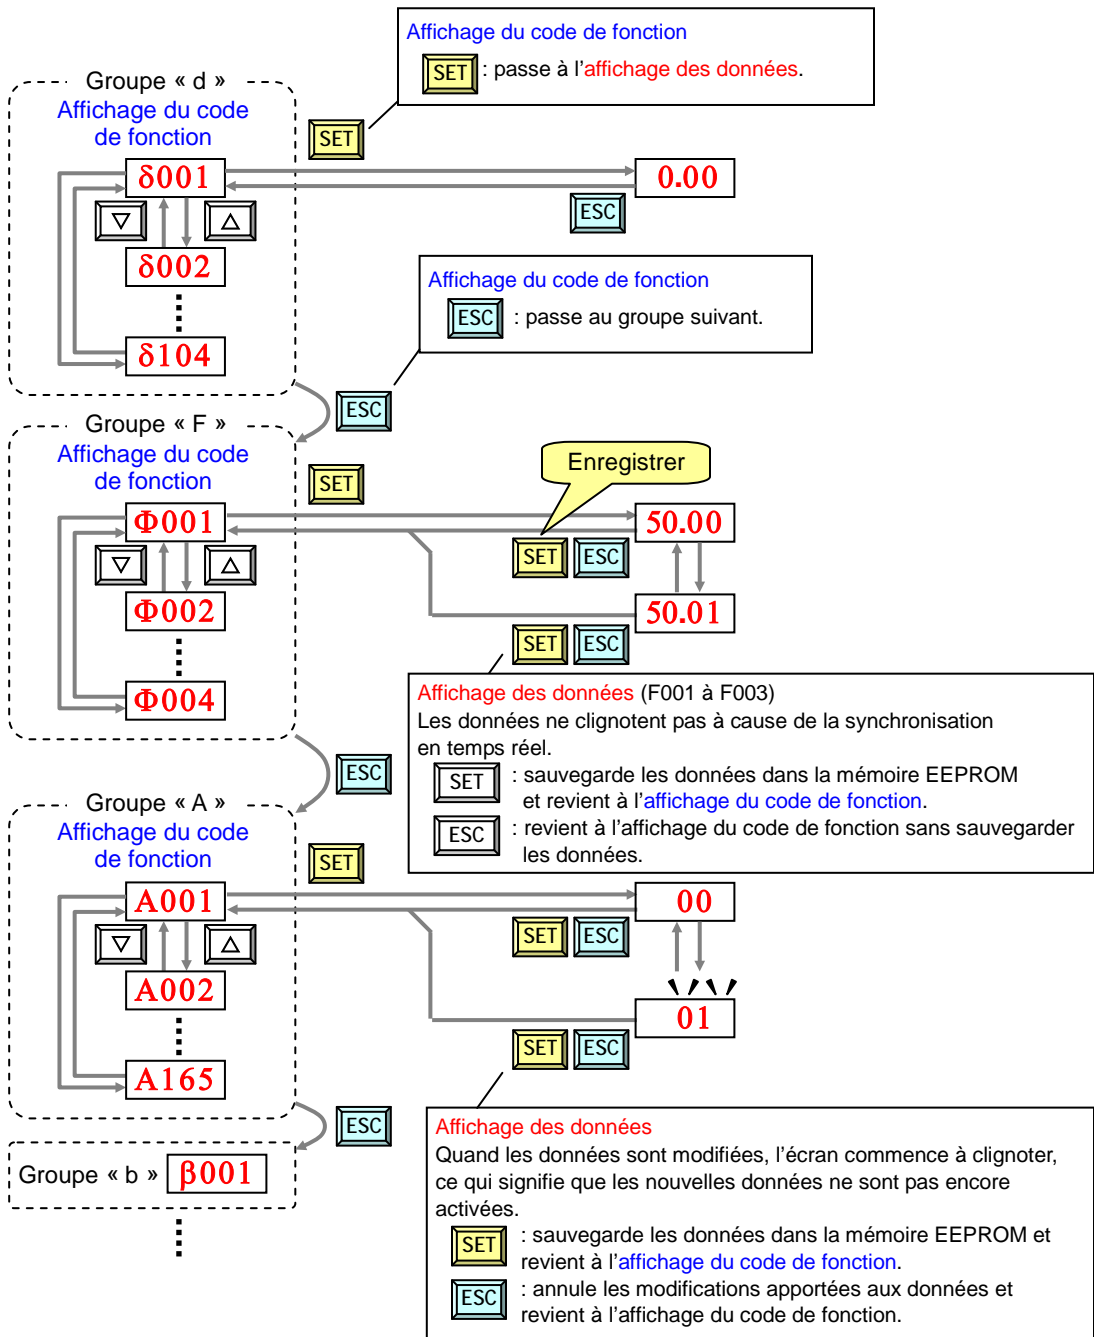 Affichage du code de fonction
SET : passe à l'affichage des données.
Groupe « d »
Affichage du code
de fonction
SET
δ001
0.00
ESC
δ002
δ104
Affichage du code de fonction
ESC : passe au groupe suivant.
ESC
Groupe « F »
Affichage du code
de fonction
SET
Enregistrer
Φ001
50.00
SET ESC
Φ002
50.01
SET ESC
Φ004
Affichage des données (F001 à F003)
Les données ne clignotent pas à cause de la synchronisation
en temps réel.
SET : sauvegarde les données dans la mémoire EEPROM
et revient à l'affichage du code de fonction.
ESC : revient à l'affichage du code de fonction sans sauvegarder
les données.
ESC
Groupe « A »
Affichage du code
de fonction
SET
A001
00
SET ESC
A002
01
SET ESC
A165
ESC
Affichage des données
Quand les données sont modifiées, l'écran commence à clignoter,
ce qui signifie que les nouvelles données ne sont pas encore
activées.
SET : sauvegarde les données dans la mémoire EEPROM et
revient à l'affichage du code de fonction.
ESC : annule les modifications apportées aux données et
revient à l'affichage du code de fonction.
Groupe « b » β001